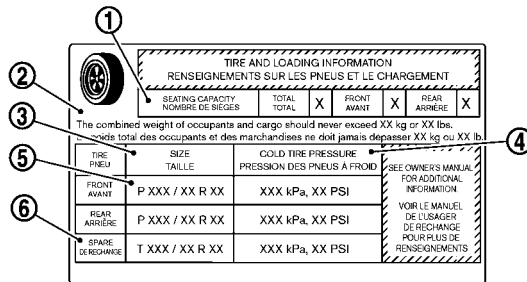 ①
TIRE AND LOADING INFORMATION
RENSEIGNEMENTS SUR LES PNEUS ET LE CHARGEMENT
②
SEATING CAPACITY TOTAL X FRONT X REAR X
NOMBRE DE SIÈGES TOTAL AVANT ARRIÈRE
③
The combined weight of occupants and cargo should never exceed XX kg or XX lbs.
poids total des occupants et des marchandises ne doit jamais dépasser XX kg ou XX lb.
④
TIRE SIZE COLD TIRE PRESSURE
PNEU TAILLE PRESSION DES PNEUS À FROID
⑤
FRONT
AVANT
P XXX / XX R XX XXX kPa, XX PSI
REAR
ARRIÈRE
P XXX / XX R XX XXX kPa, XX PSI
⑥
SPARE
DE RECHANGE
T XXX / XX R XX XXX kPa, XX PSI
SEE OWNER'S MANUAL
FOR ADDITIONAL
INFORMATION.
VOIR LE MANUEL
DE L'USAGER
DE RECHANGE
POUR PLUS DE
RENSEIGNEMENTS